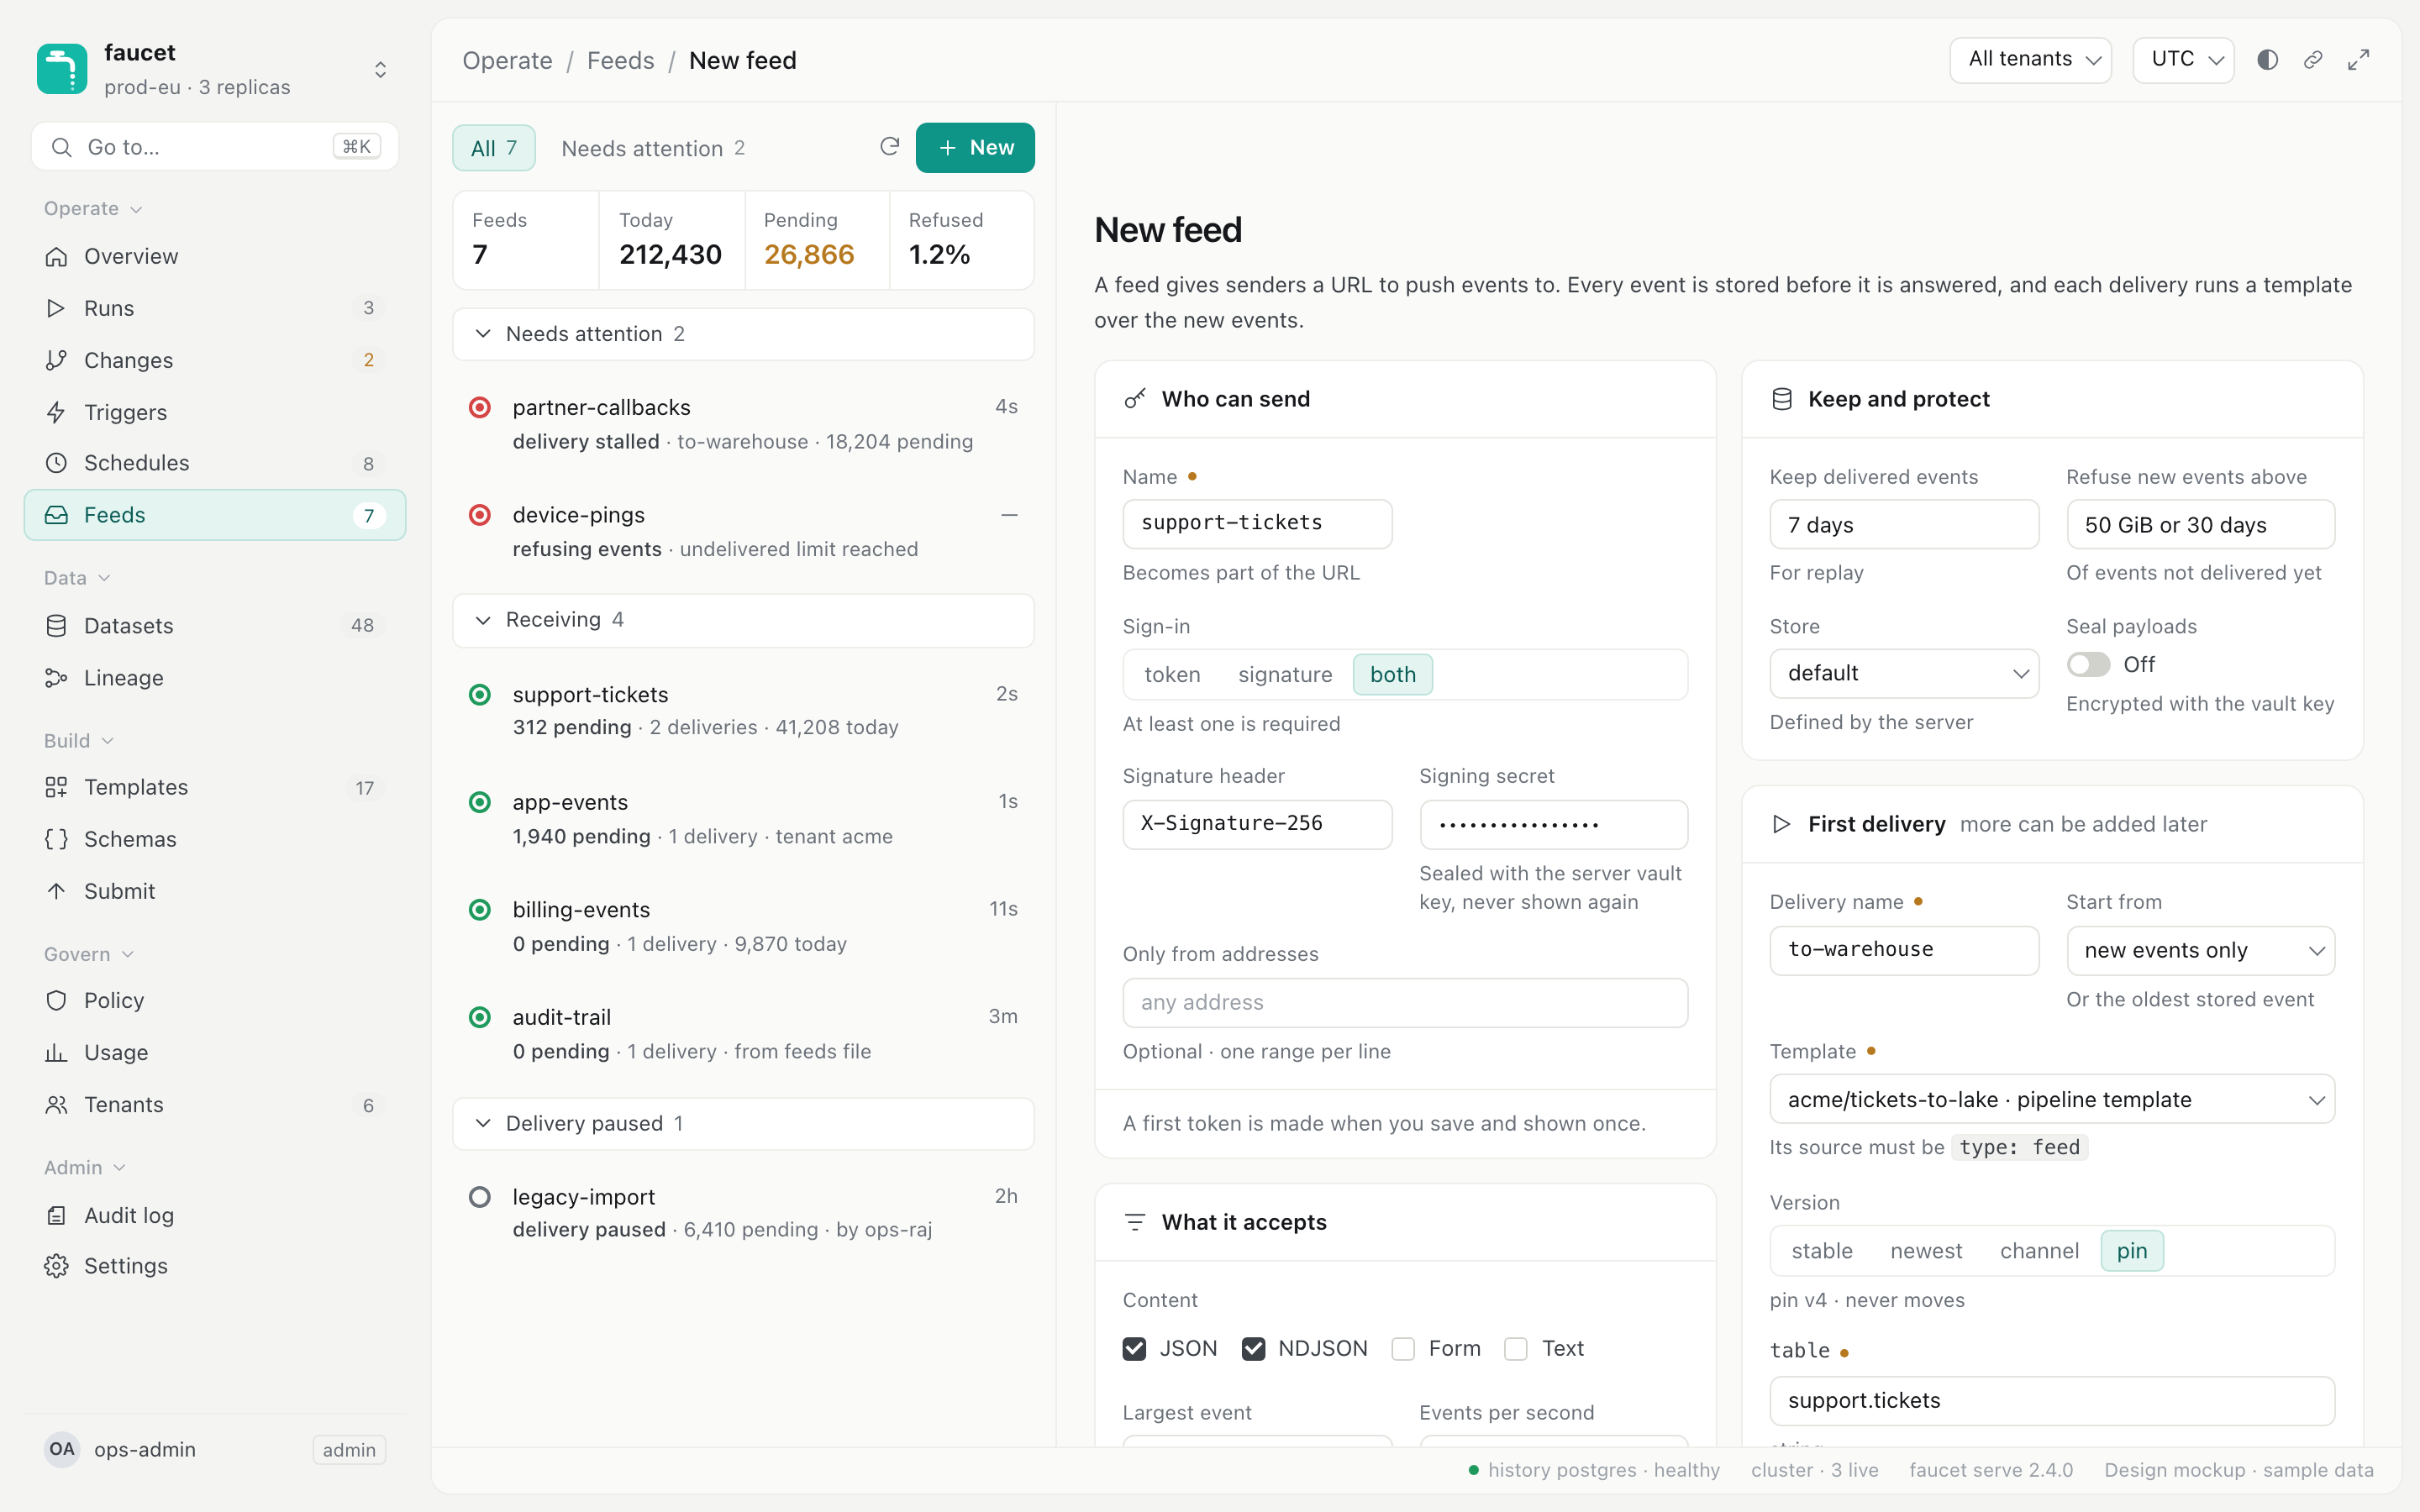 faucet
prod-eu · 3 replicas
Go to... ⌘K
Operate
Overview
Runs 3
Changes 2
Triggers
Schedules 8
Feeds 7
Data
Datasets 48
Lineage
Build
Templates 17
Schemas
Submit
Govern
Policy
Usage
Tenants 6
Admin
Audit log
Settings
OA ops-admin admin
Operate / Feeds / New feed
All tenants UTC
All 7 Needs attention 2 + New
Feeds Today Pending Refused
7 212,430 26,866 1.2%
Needs attention 2
partner-callbacks 4s
delivery stalled · to-warehouse · 18,204 pending
device-pings —
refusing events · undelivered limit reached
Receiving 4
support-tickets 2s
312 pending · 2 deliveries · 41,208 today
app-events 1s
1,940 pending · 1 delivery · tenant acme
billing-events 11s
0 pending · 1 delivery · 9,870 today
audit-trail 3m
0 pending · 1 delivery · from feeds file
Delivery paused 1
legacy-import 2h
delivery paused · 6,410 pending · by ops-raj
New feed
A feed gives senders a URL to push events to. Every event is stored before it is answered, and each delivery runs a template
over the new events.
Who can send
Name
support-tickets
Becomes part of the URL
Sign-in
token signature both
At least one is required
Signature header Signing secret
X-Signature-256 ••••••••••••••••
Sealed with the server vault
key, never shown again
Only from addresses
any address
Optional · one range per line
A first token is made when you save and shown once.
What it accepts
Content
JSON NDJSON Form Text
Largest event Events per second
Keep and protect
Keep delivered events Refuse new events above
7 days 50 GiB or 30 days
For replay Of events not delivered yet
Store Seal payloads
default Off
Defined by the server Encrypted with the vault key
First delivery more can be added later
Delivery name Start from
to-warehouse new events only
Or the oldest stored event
Template
acme/tickets-to-lake · pipeline template
Its source must be type: feed
Version
stable newest channel pin
pin v4 · never moves
table
support.tickets
history postgres · healthy cluster · 3 live faucet serve 2.4.0 Design mockup · sample data